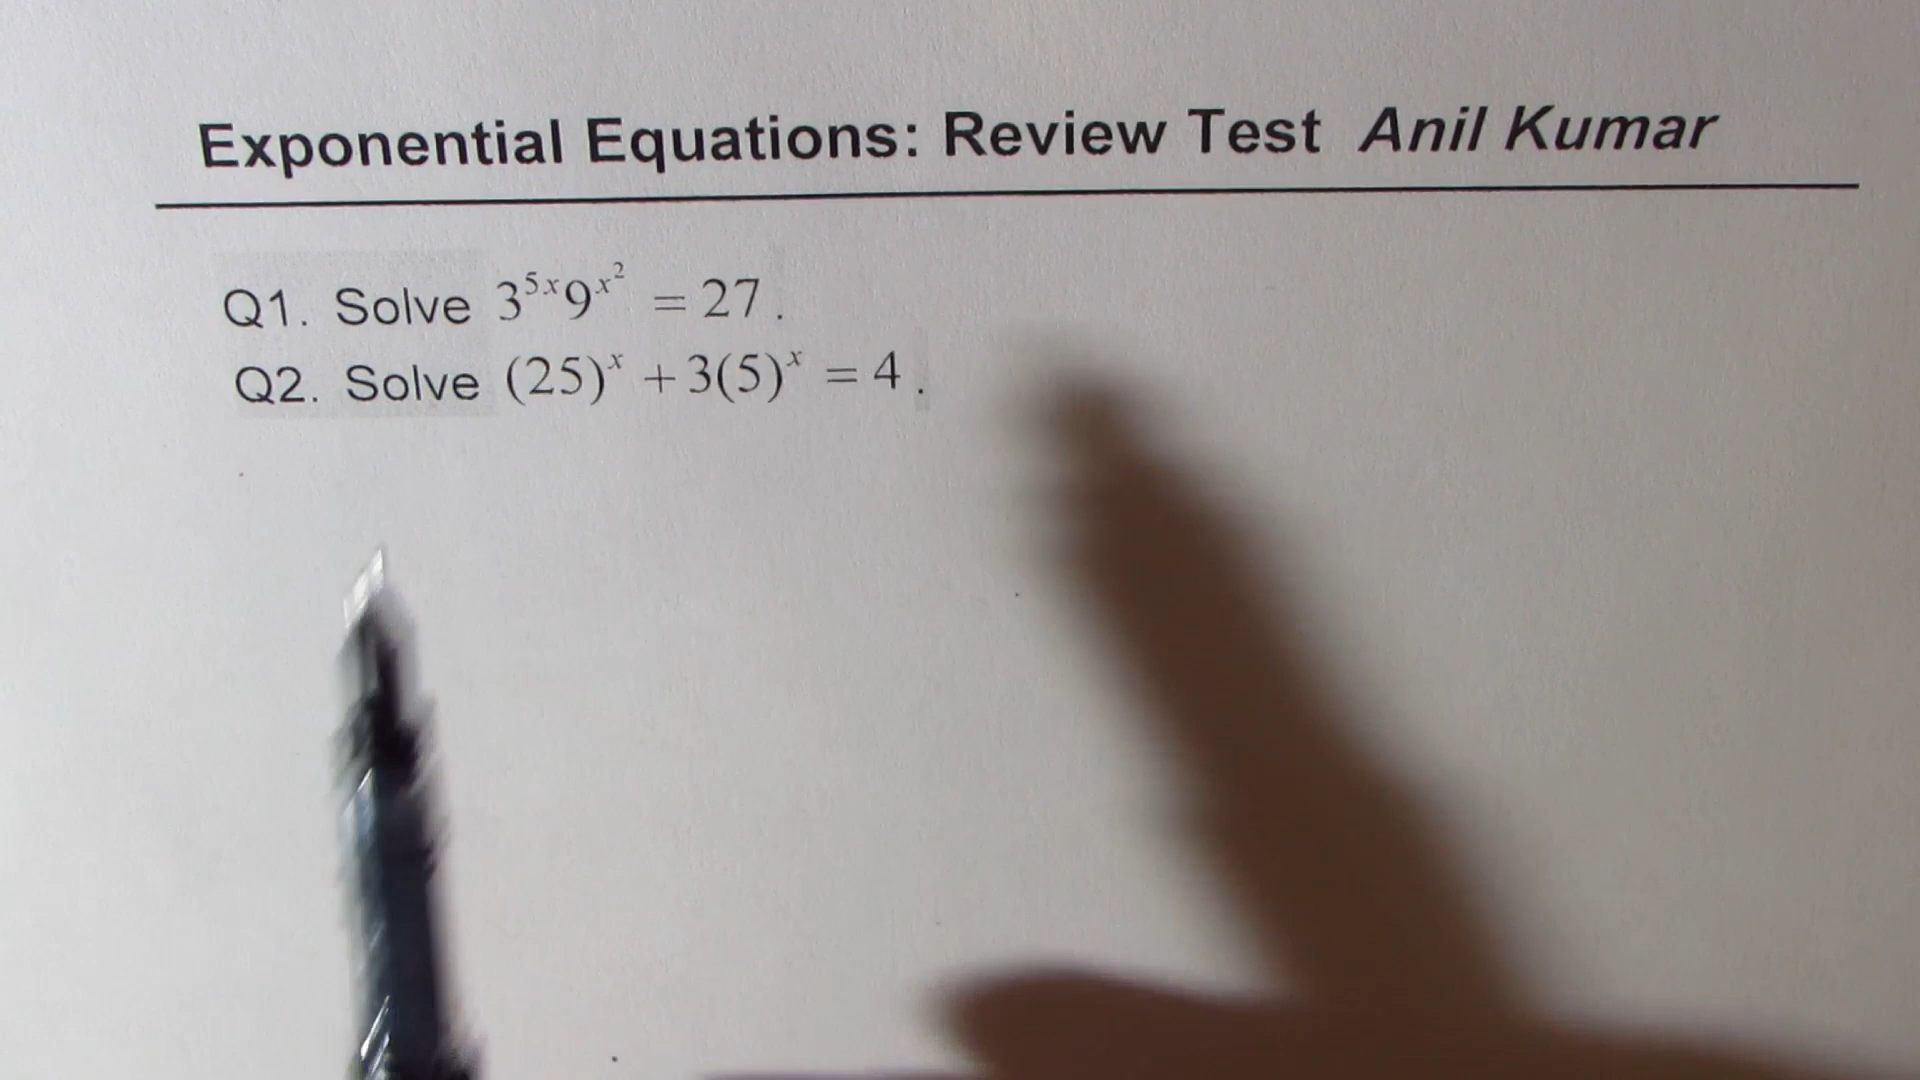 Exponential Equations: Review Test Anil Kumar
Q1. Solve 3^{5x}9^{x^2} = 27.
Q2. Solve (25)^x + 3(5)^x = 4.